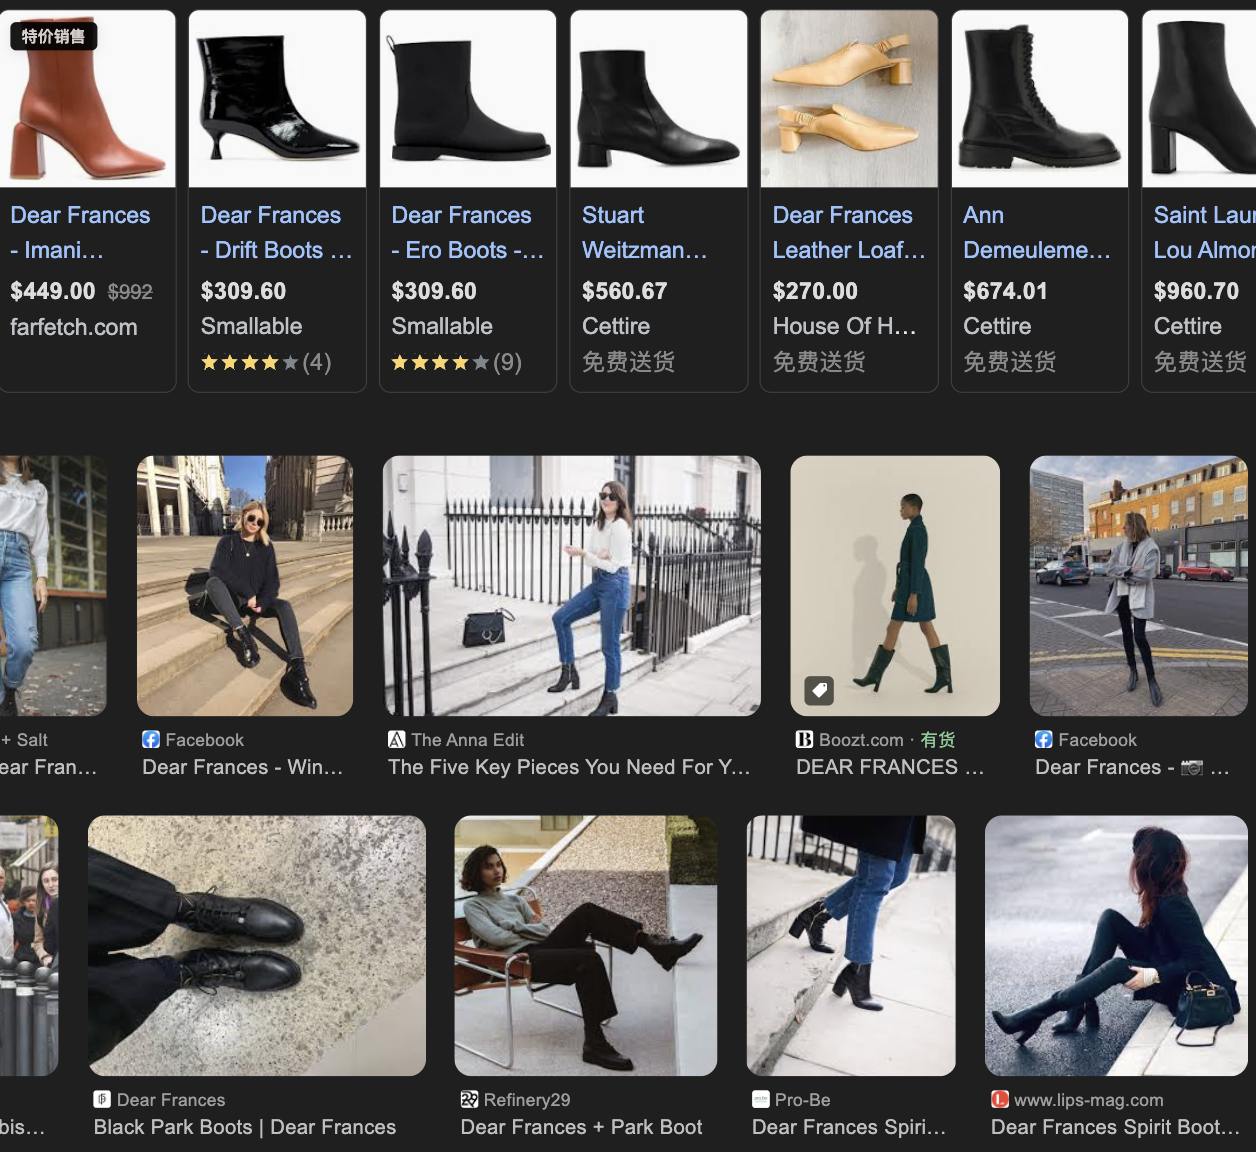 特价销售
Dear Frances
- Imani...
$449.00 $992
farfetch.com
Dear Frances
- Drift Boots ...
$309.60
Smallable
(4)
Dear Frances
- Ero Boots -...
$309.60
Smallable
(9)
Stuart
Weitzman...
$560.67
Cettire
免费送货
Dear Frances
Leather Loaf...
$270.00
House Of H...
免费送货
Ann
Demeuleme...
$674.01
Cettire
免费送货
Saint Lau
Lou Almo
$960.70
Cettire
免费送货
+ Salt
ear Fran...
Facebook
Dear Frances - Win...
The Anna Edit
The Five Key Pieces You Need For Y...
Boozt.com · 有货
DEAR FRANCES ...
Facebook
Dear Frances - 📷 ...
bis...
Dear Frances
Black Park Boots | Dear Frances
Refinery29
Dear Frances + Park Boot
Pro-Be
Dear Frances Spiri...
www.lips-mag.com
Dear Frances Spirit Boot...